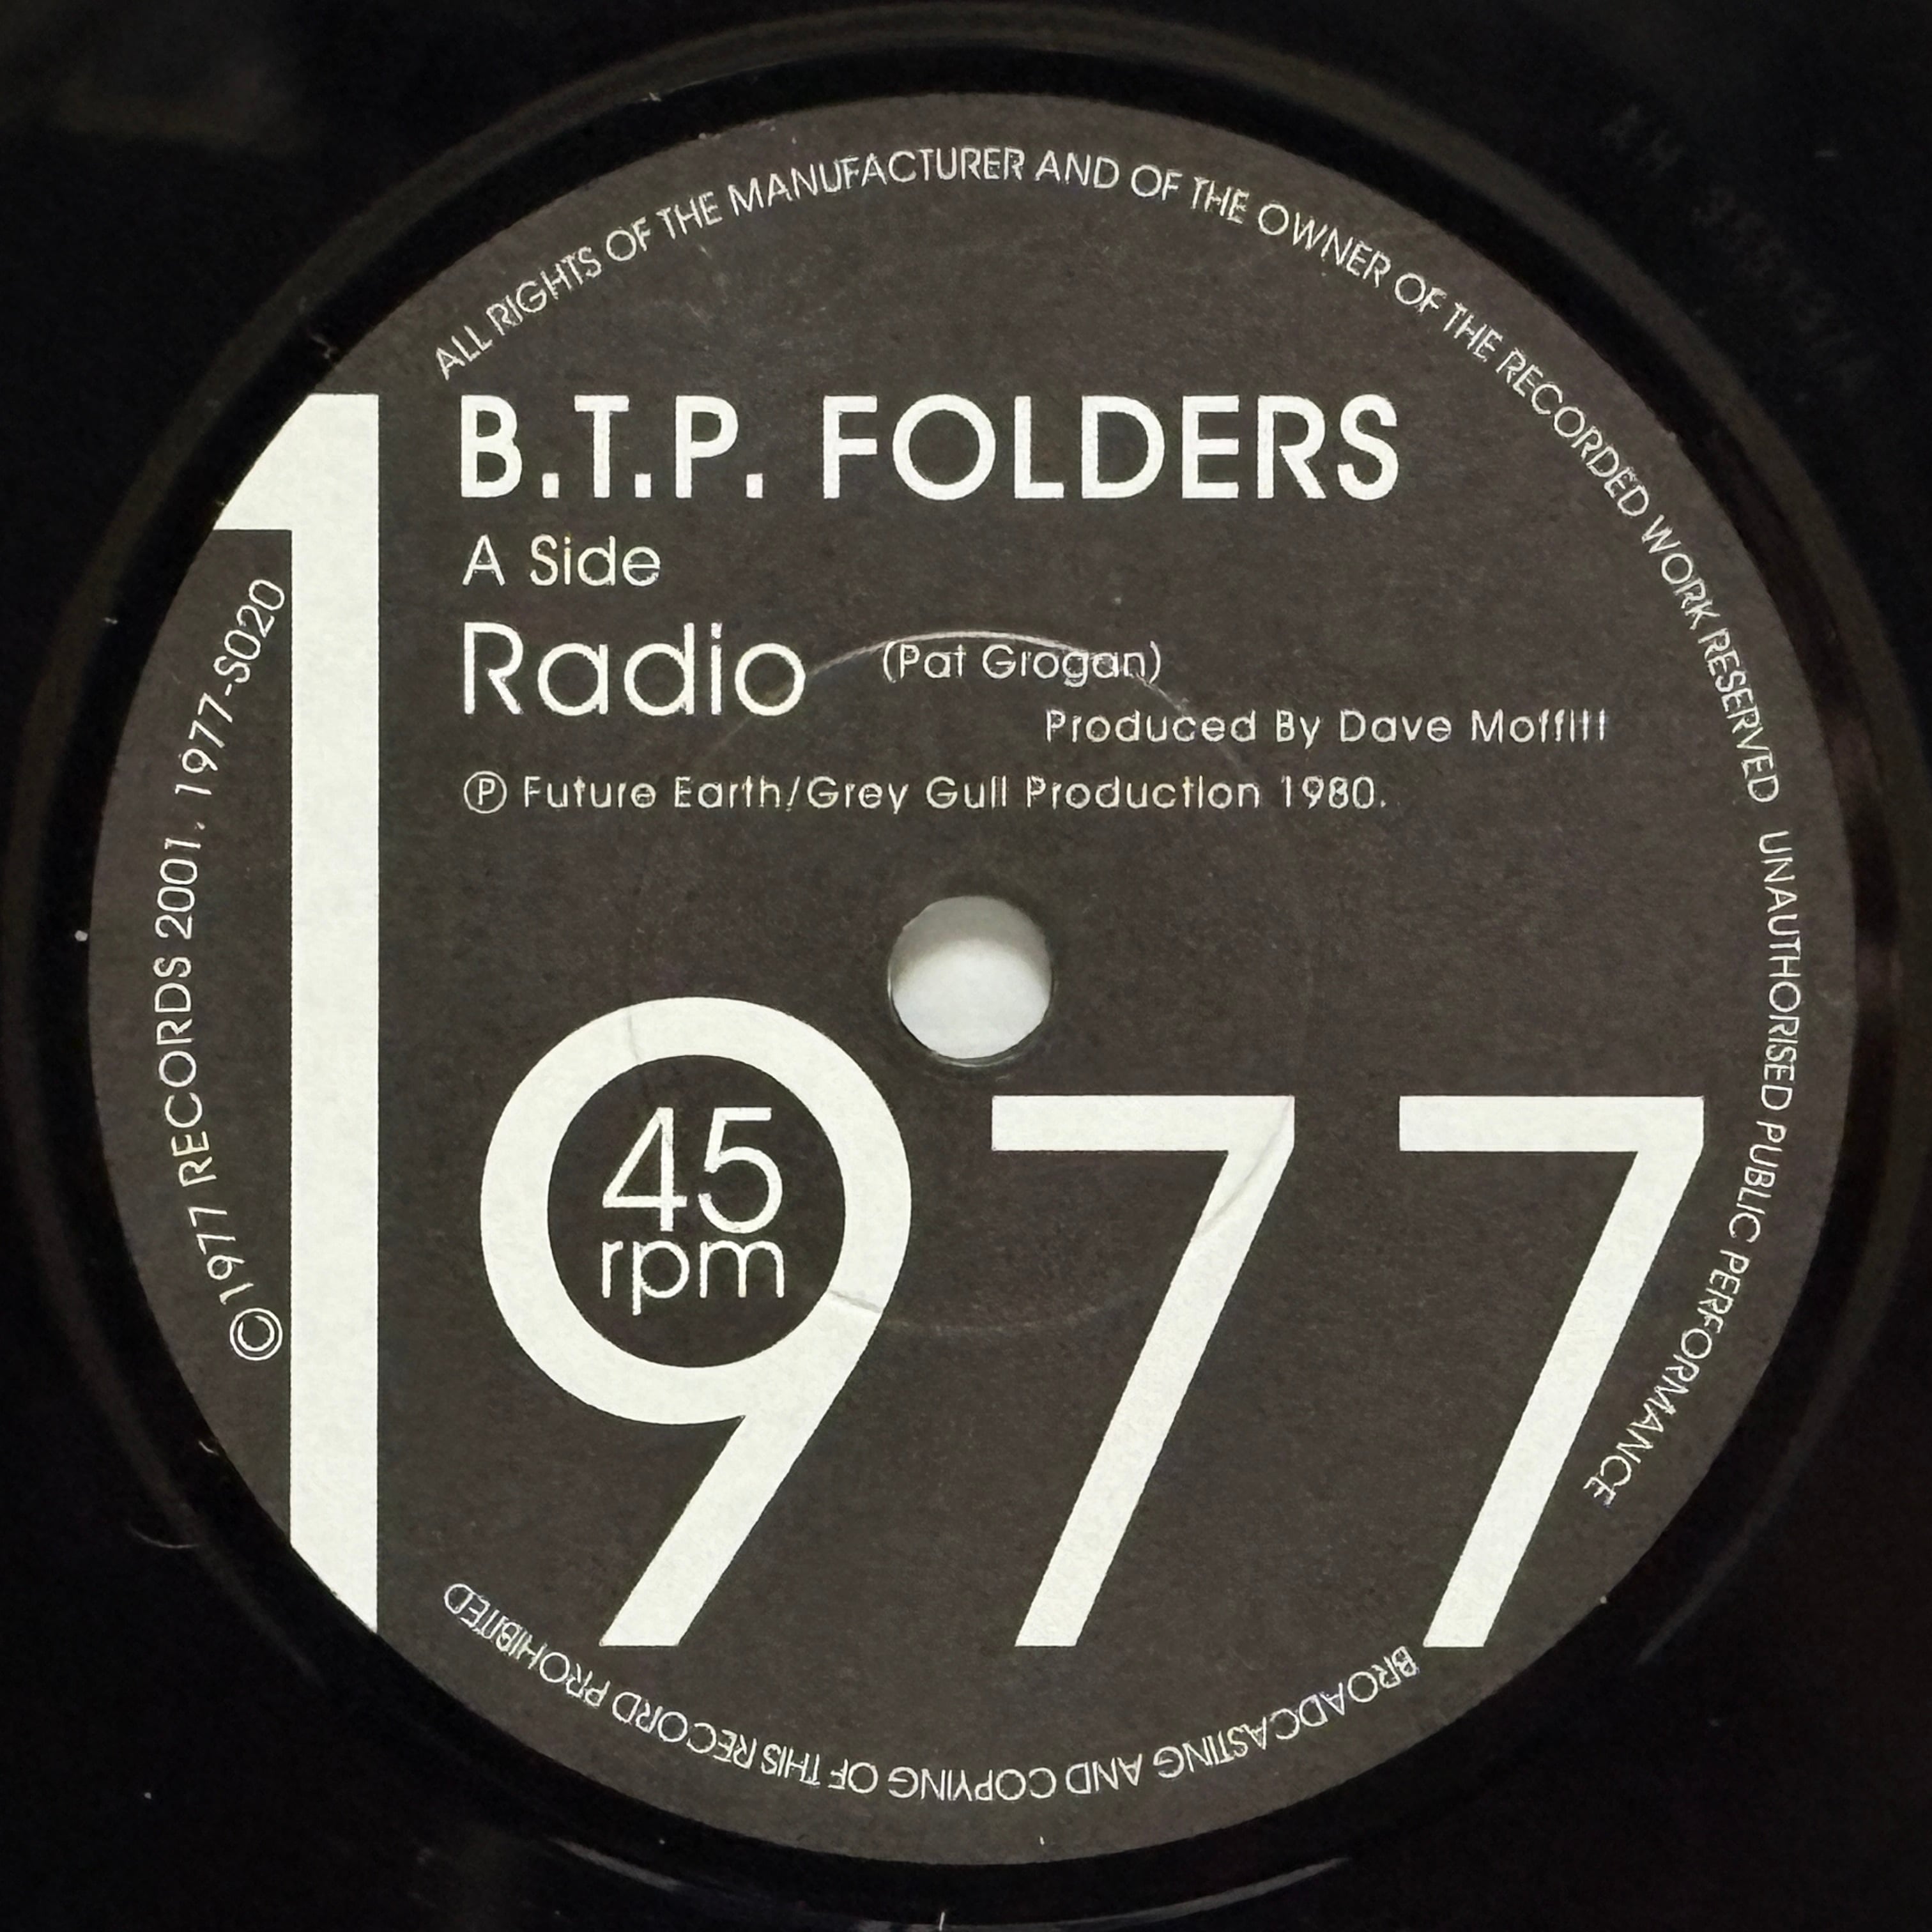 ALL RIGHTS OF THE MANUFACTURER AND OF THE OWNER OF THE RECORDED WORK RESERVED UNAUTHORISED PUBLIC PERFORMANCE
BROADCASTING AND COPYING OF THIS RECORD PROHIBITED
©1977 RECORDS 2001. 1977-S020
B.T.P. FOLDERS
A Side
Radio (Pat Grogan)
Produced By Dave Moffitt
℗ Future Earth/Grey Gull Production 1980.
1977
45
rpm